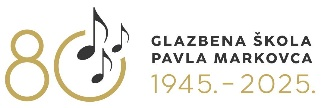 80
GLAZBENA ŠKOLA
PAVLA MARKOVCA
1945.-2025.